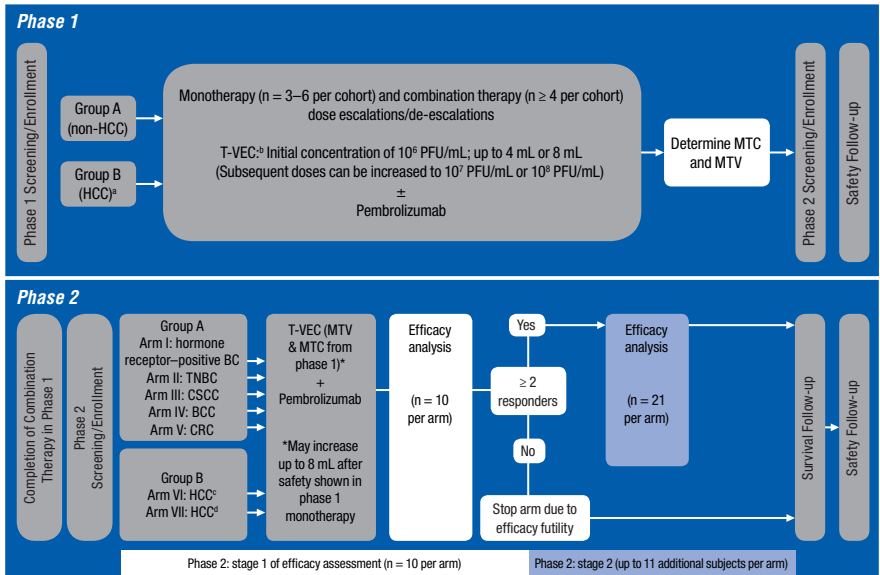 Phase 1
Phase 1 Screening/Enrollment
Group A
(non-HCC)
Group B
(HCC)ᵃ
Monotherapy (n = 3–6 per cohort) and combination therapy (n ≥ 4 per cohort)
dose escalations/de-escalations
T-VEC:ᵇ Initial concentration of 10⁶ PFU/mL; up to 4 mL or 8 mL
(Subsequent doses can be increased to 10⁷ PFU/mL or 10⁸ PFU/mL)
±
Pembrolizumab
Determine MTC
and MTV
Phase 2 Screening/Enrollment
Safety Follow-up
Phase 2
Completion of Combination
Therapy in Phase 1
Phase 2
Screening/Enrollment
Group A
Arm I: hormone
receptor–positive BC
Arm II: TNBC
Arm III: CSCC
Arm IV: BCC
Arm V: CRC
Group B
Arm VI: HCCᶜ
Arm VII: HCCᵈ
T-VEC (MTV
& MTC from
phase 1)*
+
Pembrolizumab
*May increase
up to 8 mL after
safety shown in
phase 1
monotherapy
Efficacy
analysis
(n = 10
per arm)
Yes
≥ 2
responders
No
Stop arm due to
efficacy futility
Efficacy
analysis
(n = 21
per arm)
Survival Follow-up
Safety Follow-up
Phase 2: stage 1 of efficacy assessment (n = 10 per arm)
Phase 2: stage 2 (up to 11 additional subjects per arm)